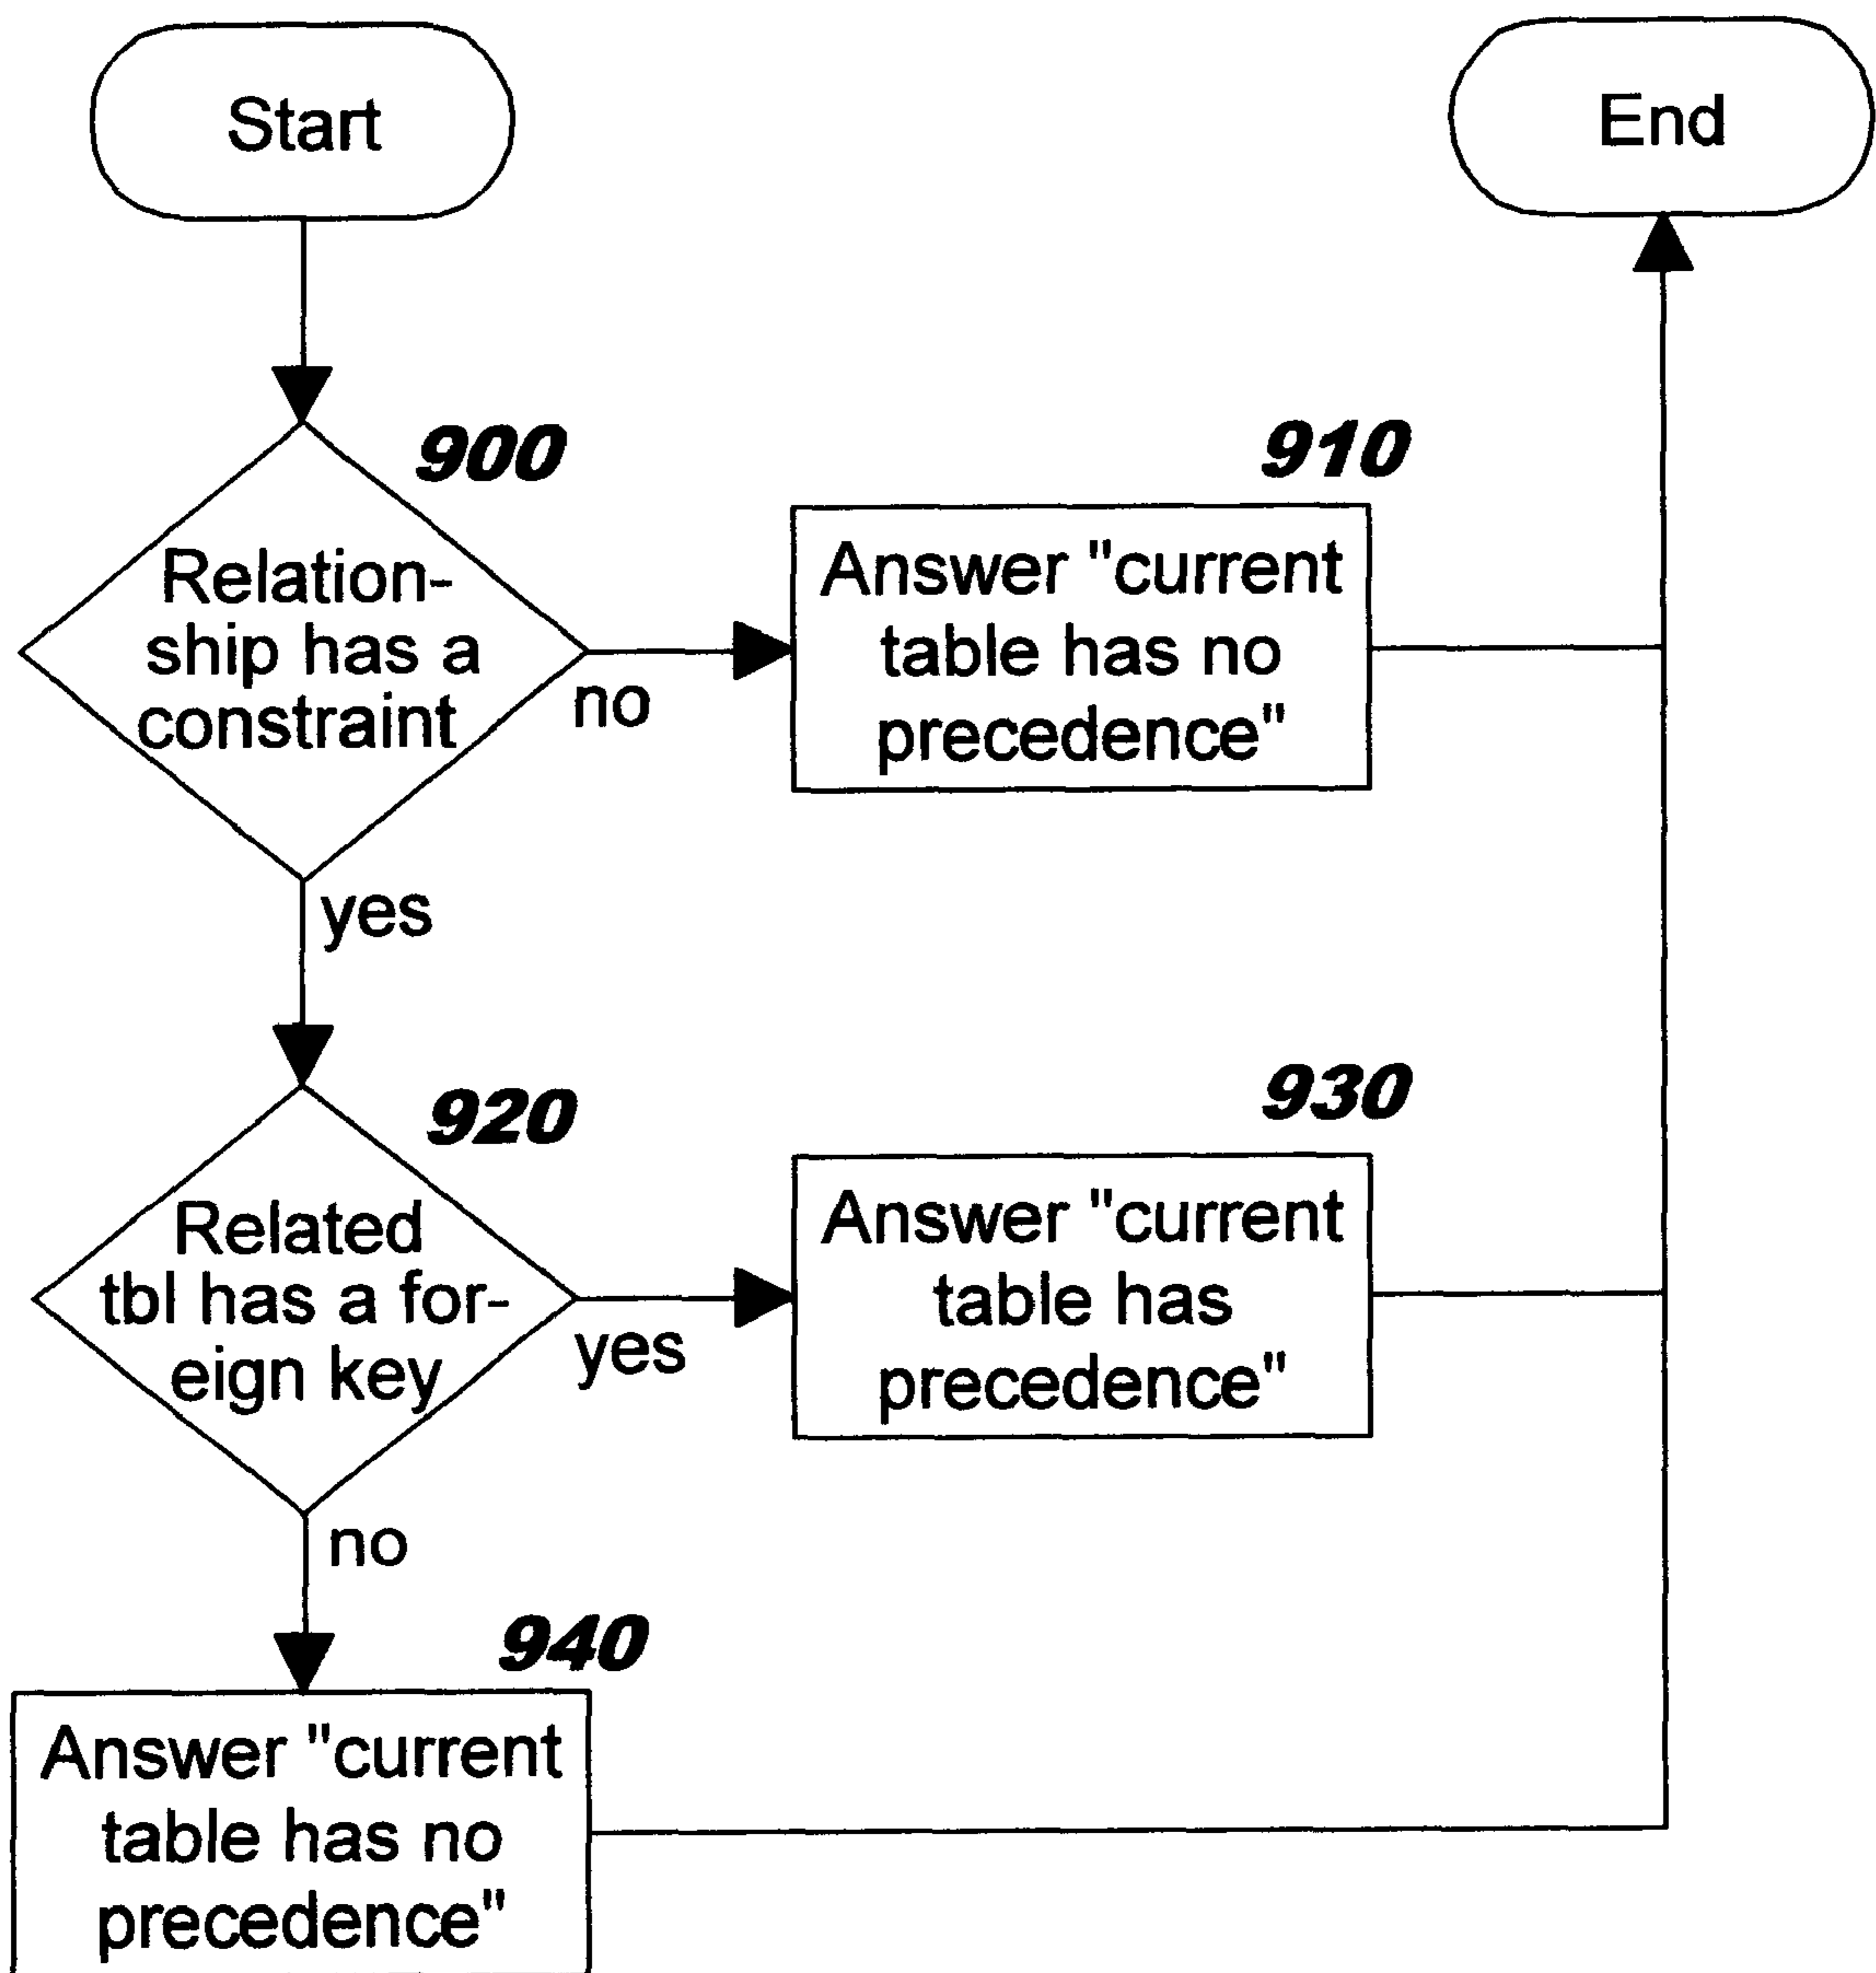 Start
End
900
Relation-
ship has a
constraint
no
yes
910
Answer "current
table has no
precedence"
920
Related
tbl has a for-
eign key
yes
no
930
Answer "current
table has
precedence"
940
Answer "current
table has no
precedence"